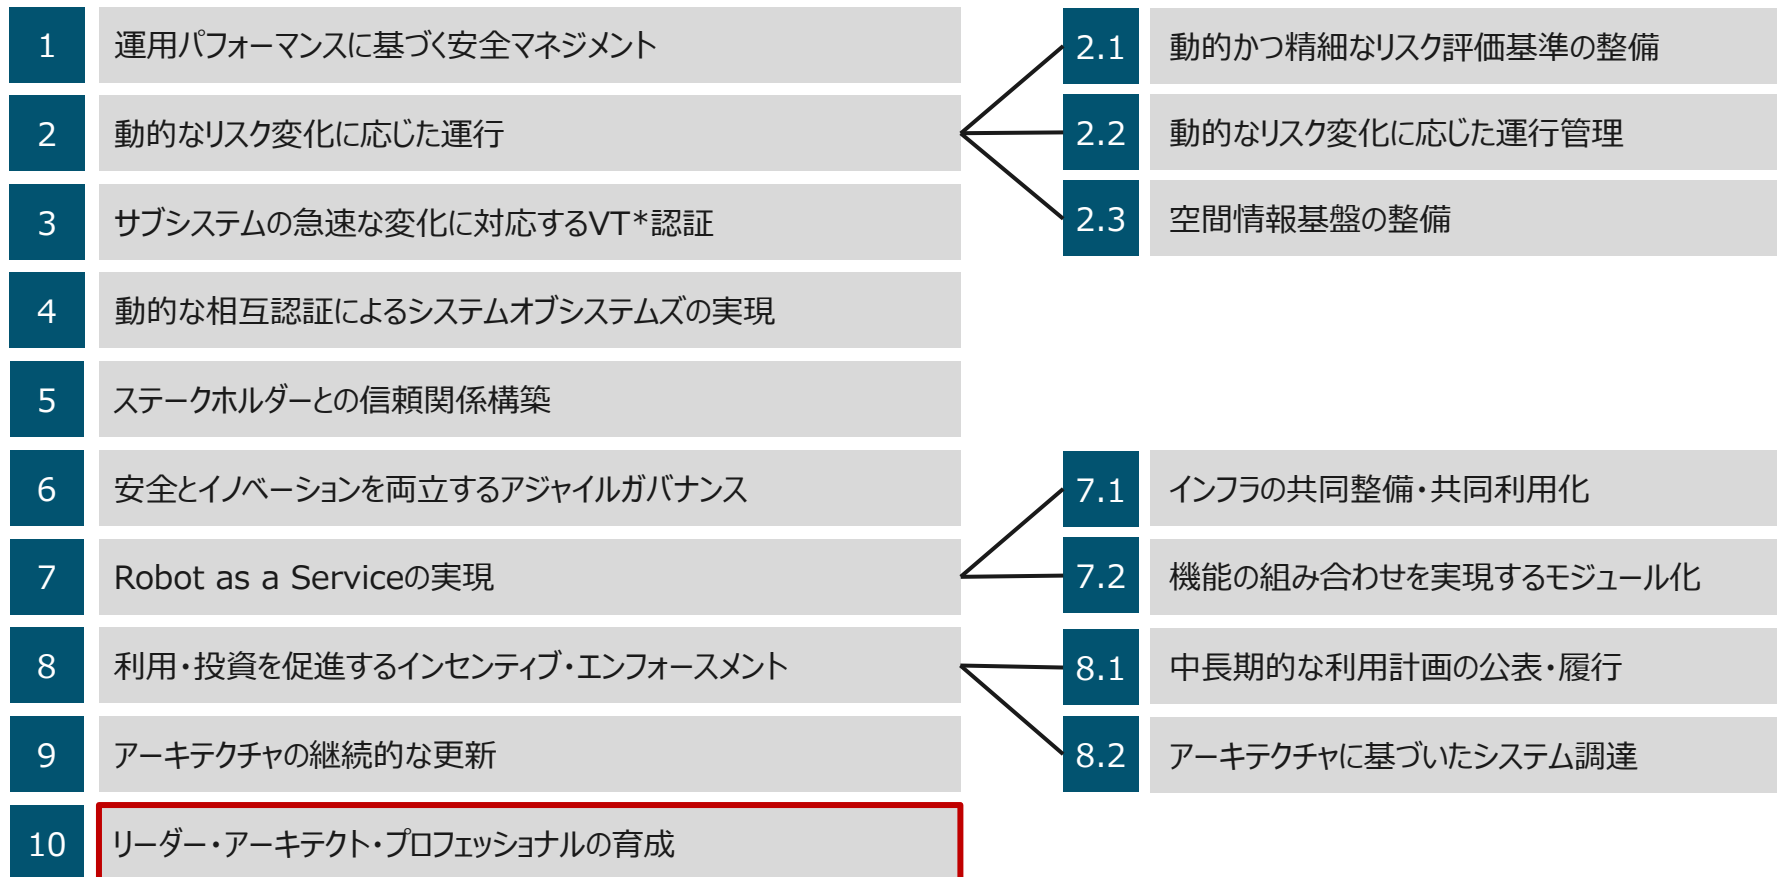 1 運用パフォーマンスに基づく安全マネジメント
2 動的なリスク変化に応じた運行
2.1 動的かつ精細なリスク評価基準の整備
2.2 動的なリスク変化に応じた運行管理
2.3 空間情報基盤の整備
3 サブシステムの急速な変化に対応するVT*認証
4 動的な相互認証によるシステムオブシステムズの実現
5 ステークホルダーとの信頼関係構築
6 安全とイノベーションを両立するアジャイルガバナンス
7 Robot as a Serviceの実現
7.1 インフラの共同整備・共同利用化
7.2 機能の組み合わせを実現するモジュール化
8 利用・投資を促進するインセンティブ・エンフォースメント
8.1 中長期的な利用計画の公表・履行
8.2 アーキテクチャに基づいたシステム調達
9 アーキテクチャの継続的な更新
10 リーダー・アーキテクト・プロフェッショナルの育成